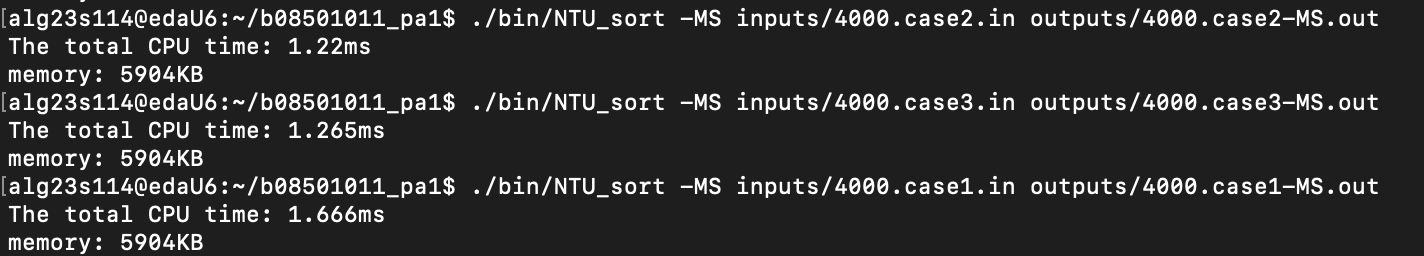 [alg23s114@edaU6:~/b08501011_pa1$ ./bin/NTU_sort -MS inputs/4000.case2.in outputs/4000.case2-MS.out
The total CPU time: 1.22ms
memory: 5904KB
[alg23s114@edaU6:~/b08501011_pa1$ ./bin/NTU_sort -MS inputs/4000.case3.in outputs/4000.case3-MS.out
The total CPU time: 1.265ms
memory: 5904KB
[alg23s114@edaU6:~/b08501011_pa1$ ./bin/NTU_sort -MS inputs/4000.case1.in outputs/4000.case1-MS.out
The total CPU time: 1.666ms
memory: 5904KB